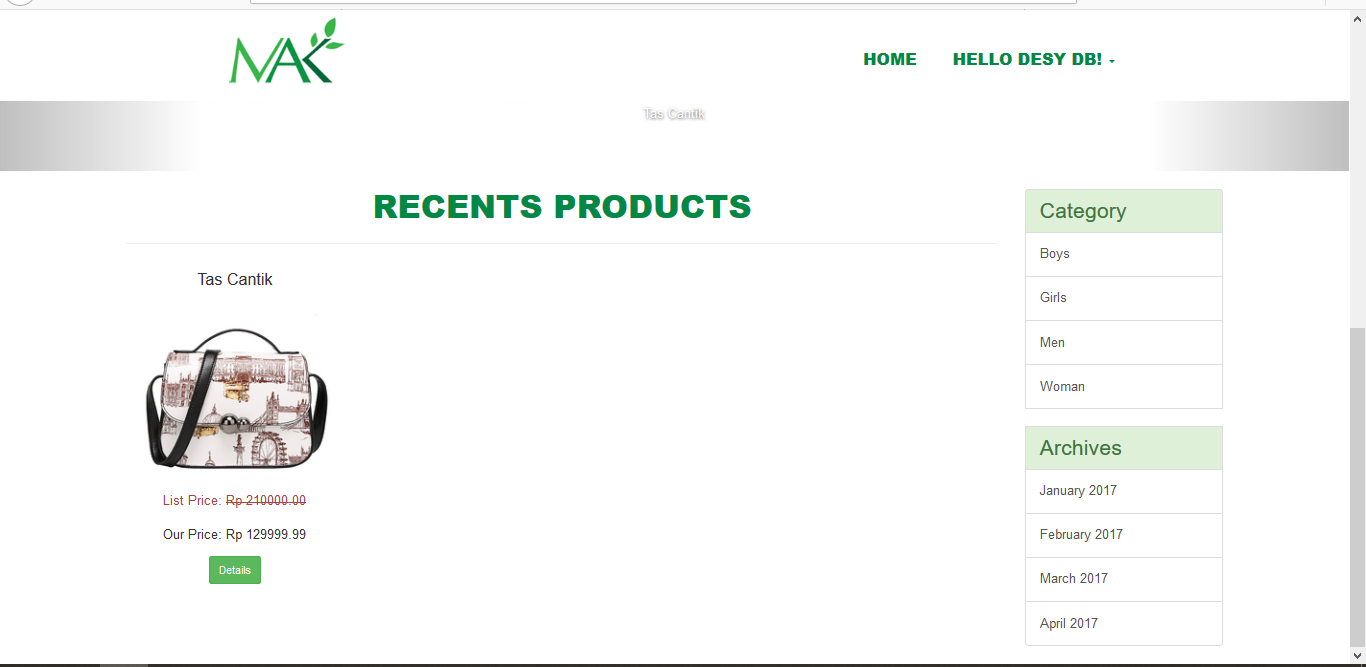 MAK
HOME
HELLO DESY DB!
Tas Cantik
RECENTS PRODUCTS
Tas Cantik
List Price: Rp 210000.00
Our Price: Rp 129999.99
Details
Category
Boys
Girls
Men
Woman
Archives
January 2017
February 2017
March 2017
April 2017